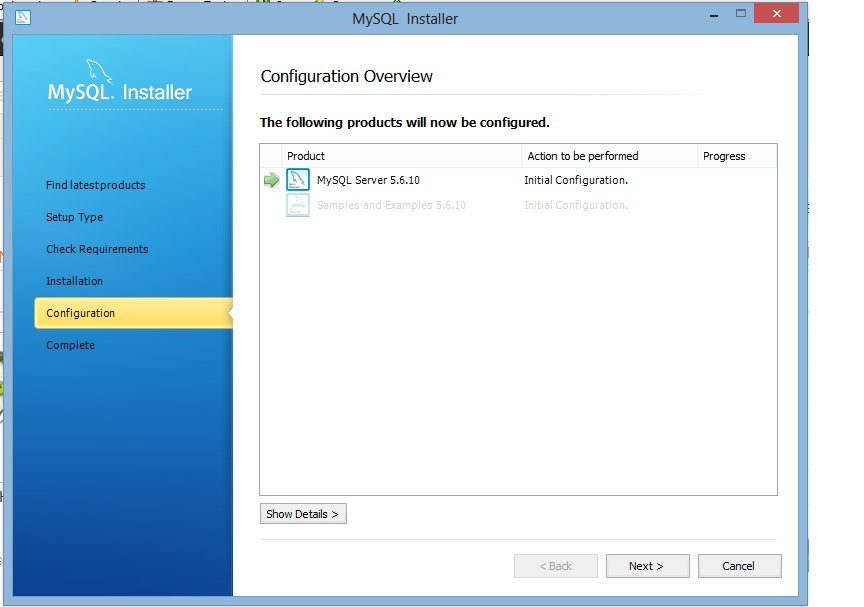 MySQL Installer
MySQL. Installer
Configuration Overview
The following products will now be configured.
Product Action to be performed Progress
MySQL Server 5.6.10 Initial Configuration.
Samples and Examples 5.6.10 Initial Configuration.
Find latest products
Setup Type
Check Requirements
Installation
Configuration
Complete
Show Details >
< Back Next > Cancel